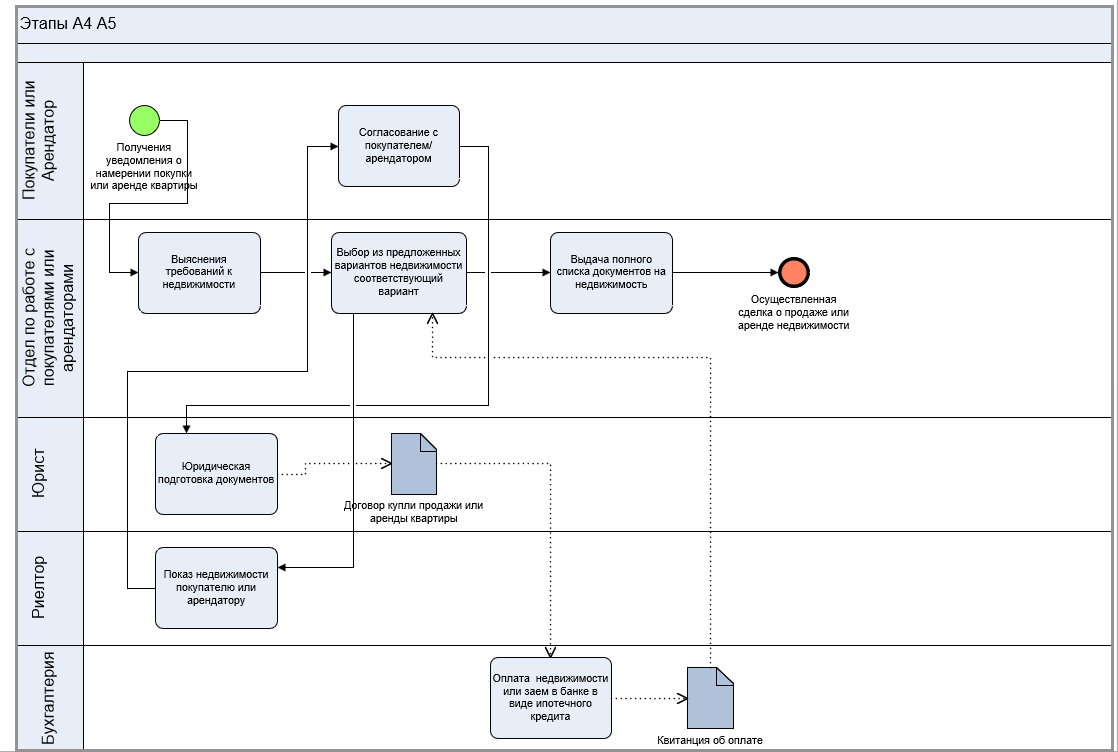 Этапы А4 А5
Покупатели или
Арендатор
Получения
уведомления о
намерении покупки
или аренде квартиры
Согласование с
покупателем/
арендатором
Отдел по работе с
покупателями или
арендаторами
Выяснения
требований к
недвижимости
Выбор из предложенных
вариантов недвижимости
соответствующий
вариант
Выдача полного
списка документов на
недвижимость
Осуществленная
сделка о продаже или
аренде недвижимости
Юрист
Юридическая
подготовка документов
Договор купли продажи или
аренды квартиры
Риелтор
Показ недвижимости
покупателю или
арендатору
Бухгалтерия
Оплата недвижимости
или заем в банке в
виде ипотечного
кредита
Квитанция об оплате